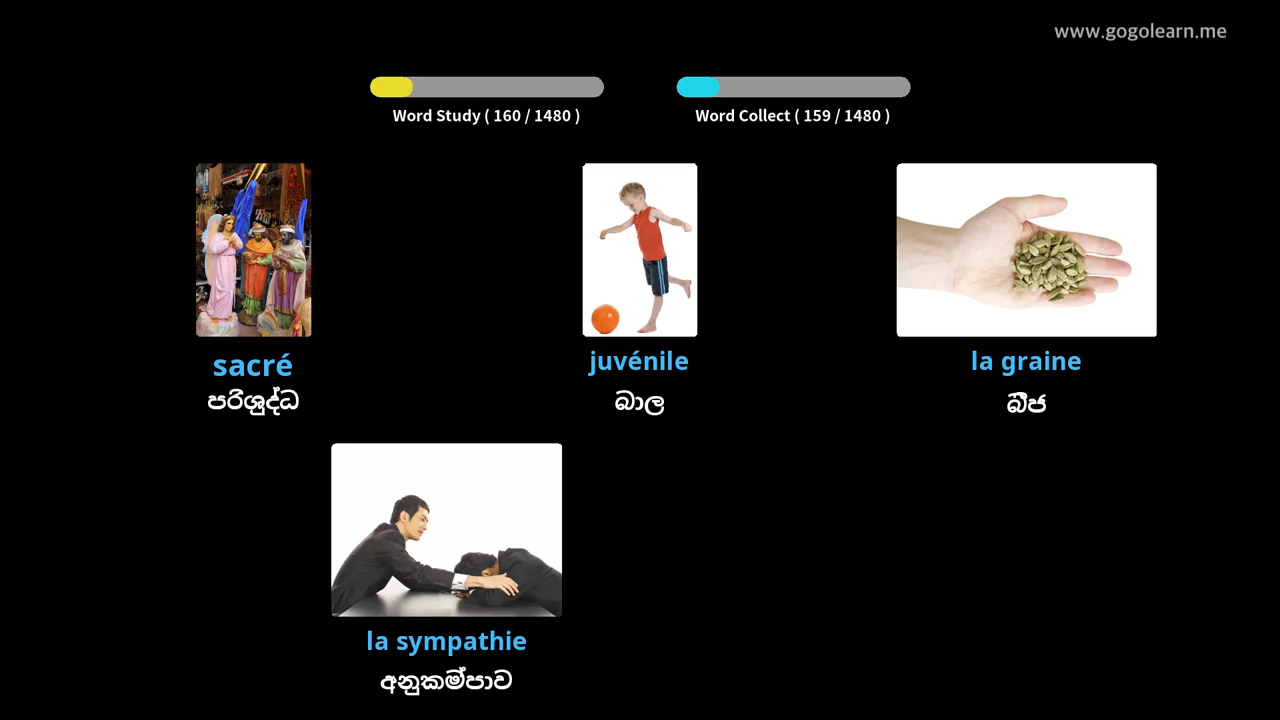 www.gogolearn.me
Word Study ( 160 / 1480 )
Word Collect ( 159 / 1480 )
sacré
පරිශුද්ධ
juvénile
බාල
la graine
බීජ
la sympathie
අනුකම්පාව